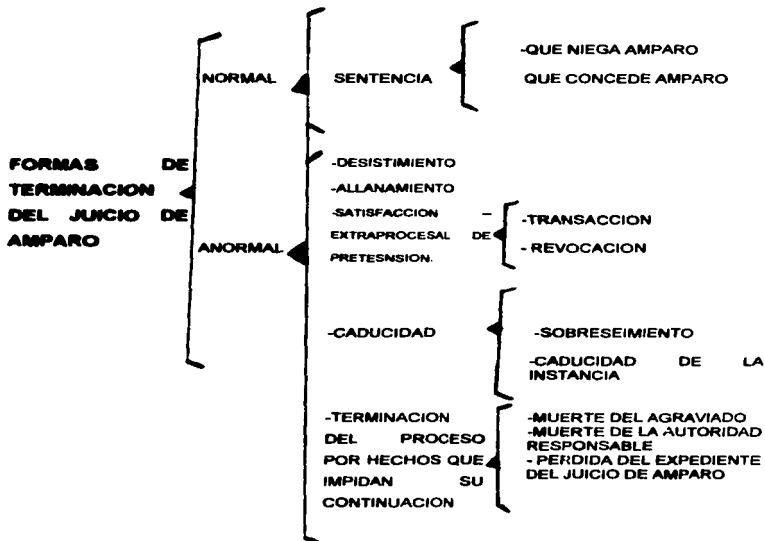 FORMAS DE
TERMINACION
DEL JUICIO DE
AMPARO
NORMAL
SENTENCIA
-QUE NIEGA AMPARO
QUE CONCEDE AMPARO
ANORMAL
-DESISTIMIENTO
-ALLANAMIENTO
-SATISFACCION –
EXTRAPROCESAL DE
PRETESNSION.
-TRANSACCION
- REVOCACION
-CADUCIDAD
-SOBRESEIMIENTO
-CADUCIDAD DE LA
INSTANCIA
-TERMINACION
DEL PROCESO
POR HECHOS QUE
IMPIDAN SU
CONTINUACION
-MUERTE DEL AGRAVIADO
-MUERTE DE LA AUTORIDAD
RESPONSABLE
- PERDIDA DEL EXPEDIENTE
DEL JUICIO DE AMPARO